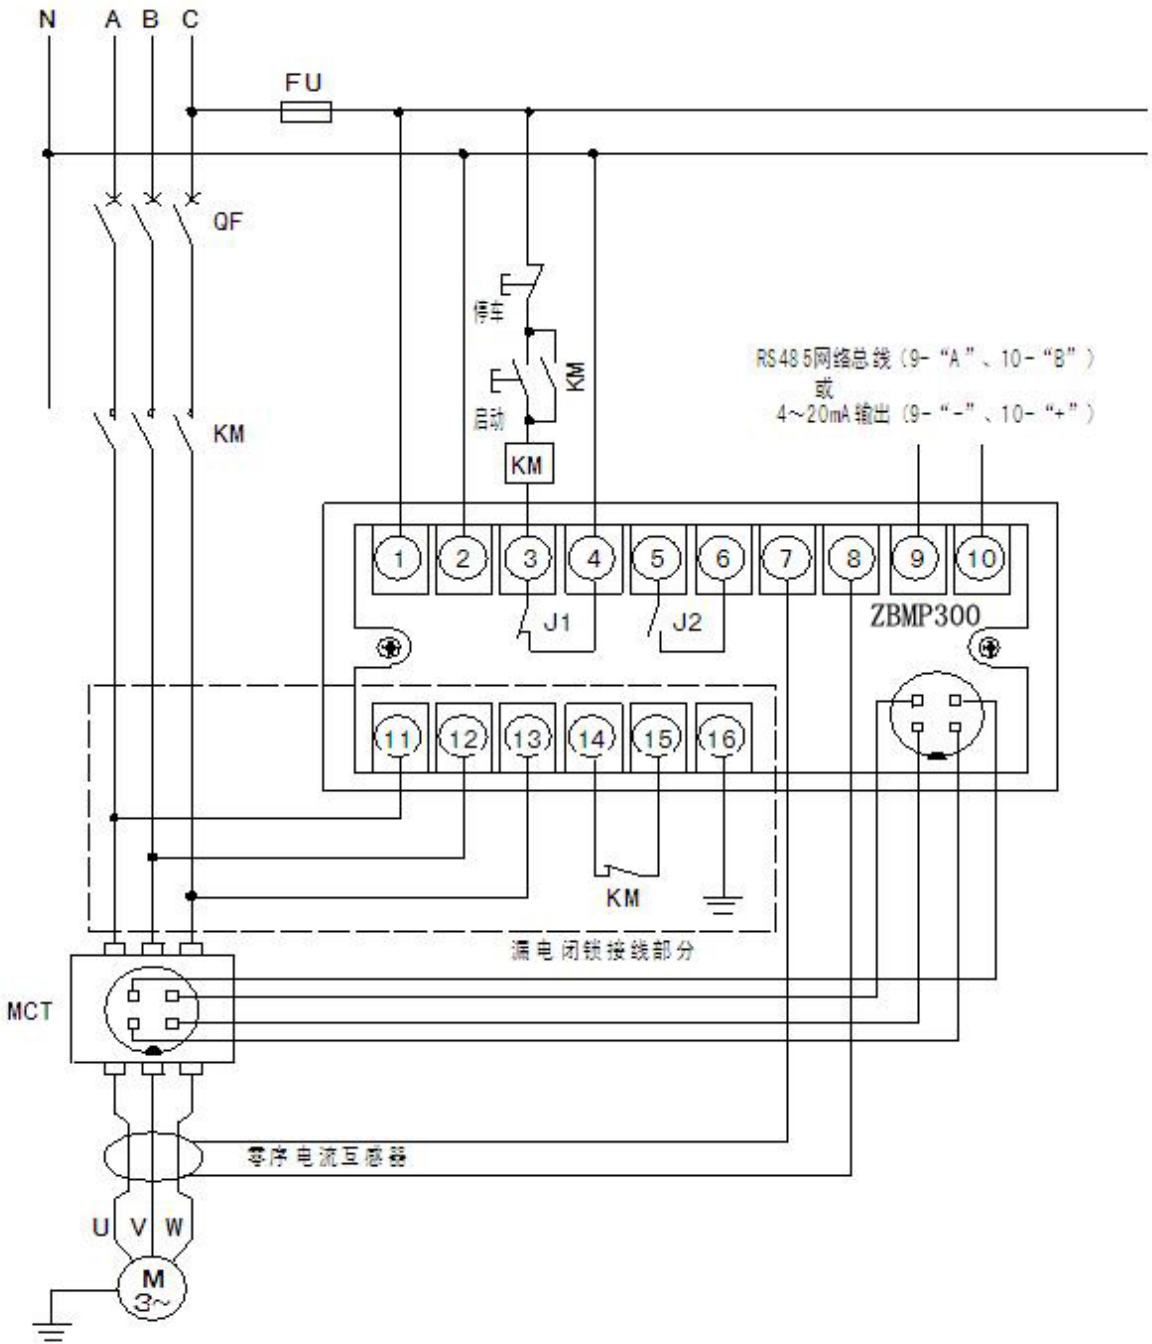 N A B C
FU
QF
停车
KM
启动
RS485网络总线（9-“A”、10-“B”）
或
4～20mA输出（9-“-”、10-“+”）
KM
KM
1 2 3 4 5 6 7 8 9 10
J1 J2
ZBMP300
11 12 13 14 15 16
KM
漏电闭锁接线部分
MCT
零序电流互感器
U V W
M
3~